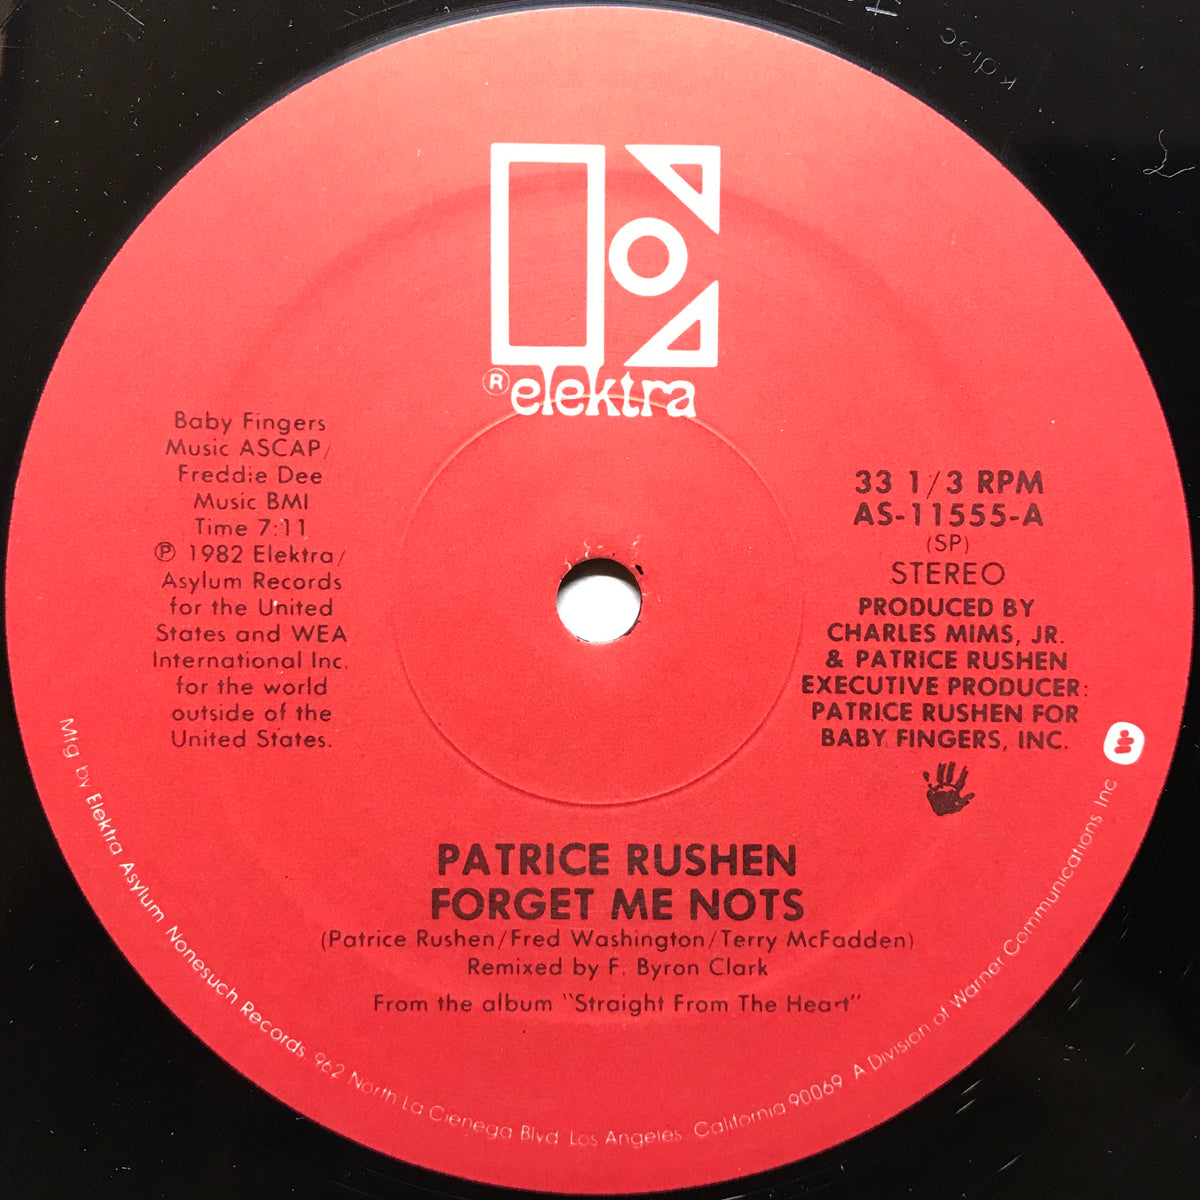 ® elektra
Baby Fingers
Music ASCAP/
Freddie Dee
Music BMI
Time 7:11
℗ 1982 Elektra/
Asylum Records
for the United
States and WEA
International Inc.
for the world
outside of the
United States.
33 1/3 RPM
AS-11555-A
(SP)
STEREO
PRODUCED BY
CHARLES MIMS, JR.
& PATRICE RUSHEN
EXECUTIVE PRODUCER:
PATRICE RUSHEN FOR
BABY FINGERS, INC.
PATRICE RUSHEN
FORGET ME NOTS
(Patrice Rushen/Fred Washington/Terry McFadden)
Remixed by F. Byron Clark
From the album "Straight From The Heart"
Mfg by Elektra Asylum Nonesuch Records, 962 North La Cienega Blvd Los Angeles, California 90069 A Division of Warner Communications Inc